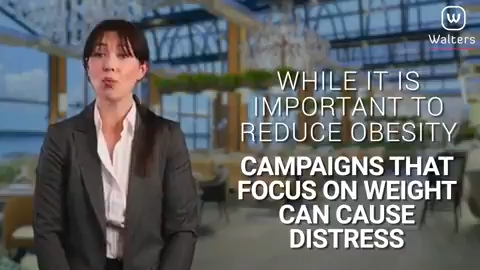 Walters
WHILE IT IS
IMPORTANT TO
REDUCE OBESITY
CAMPAIGNS THAT
FOCUS ON WEIGHT
CAN CAUSE
DISTRESS